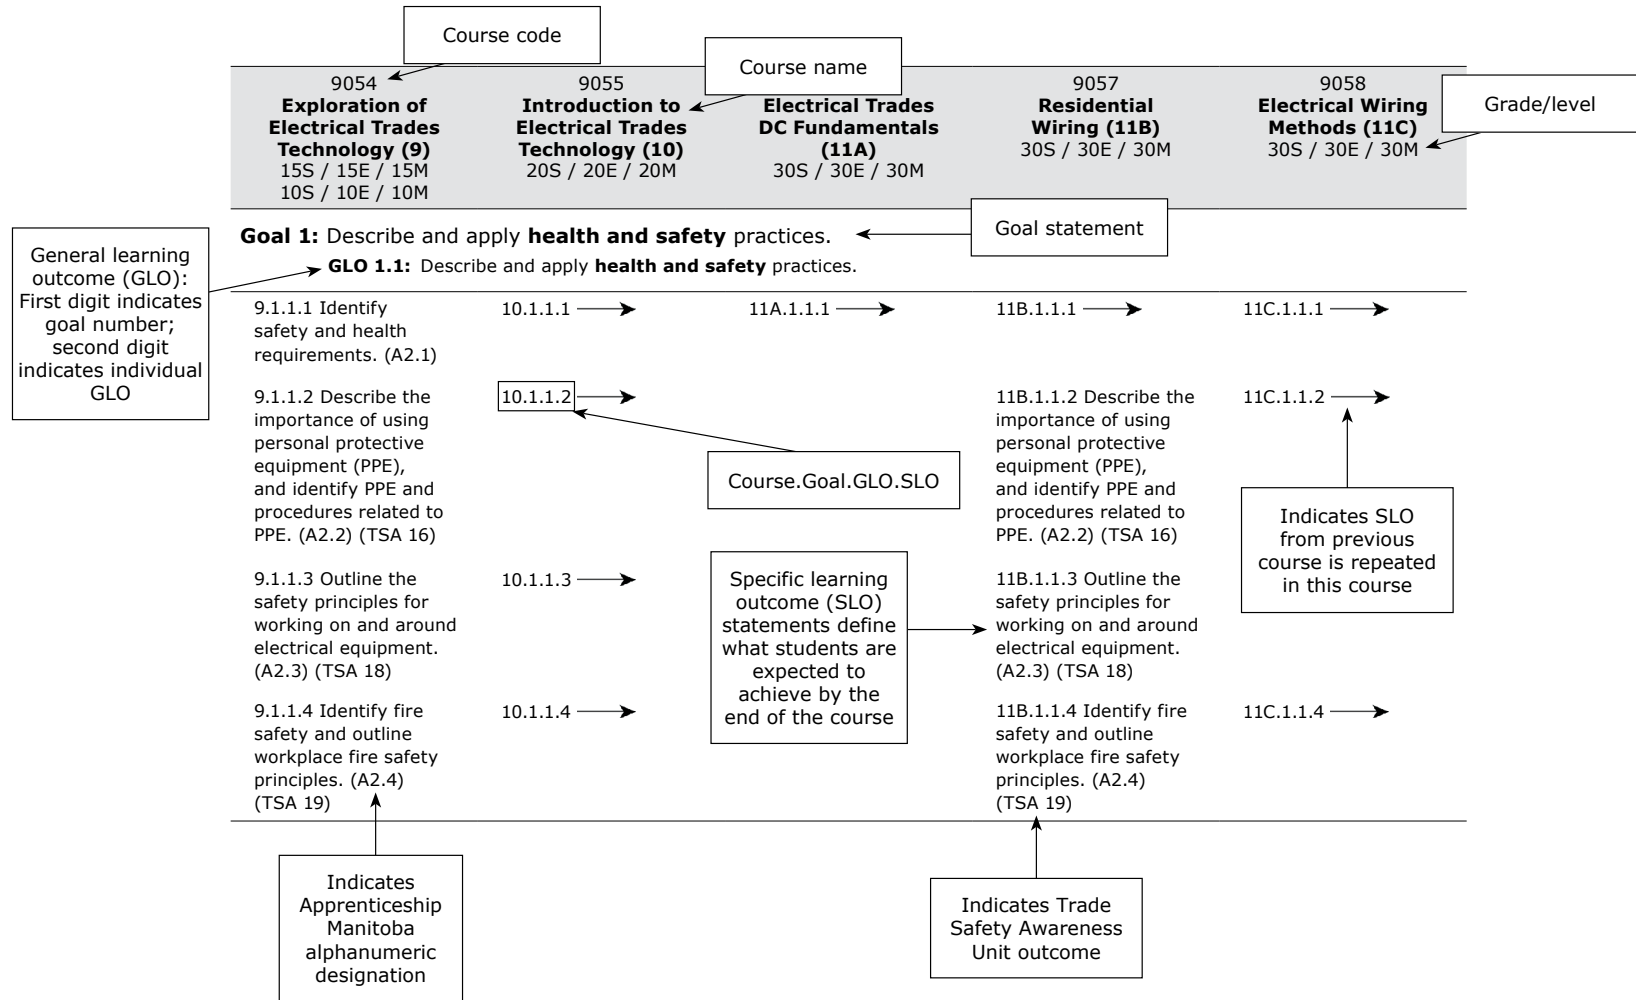 Course code
Course name
Grade/level
9054
Exploration of
Electrical Trades
Technology (9)
15S / 15E / 15M
10S / 10E / 10M
9055
Introduction to
Electrical Trades
Technology (10)
20S / 20E / 20M
Electrical Trades
DC Fundamentals
(11A)
30S / 30E / 30M
9057
Residential
Wiring (11B)
30S / 30E / 30M
9058
Electrical Wiring
Methods (11C)
30S / 30E / 30M
Goal statement
Goal 1: Describe and apply health and safety practices.
GLO 1.1: Describe and apply health and safety practices.
General learning
outcome (GLO):
First digit indicates
goal number;
second digit
indicates individual
GLO
9.1.1.1 Identify
safety and health
requirements. (A2.1)
10.1.1.1
11A.1.1.1
11B.1.1.1
11C.1.1.1
9.1.1.2 Describe the
importance of using
personal protective
equipment (PPE),
and identify PPE and
procedures related to
PPE. (A2.2) (TSA 16)
10.1.1.2
Course.Goal.GLO.SLO
11B.1.1.2 Describe the
importance of using
personal protective
equipment (PPE),
and identify PPE and
procedures related to
PPE. (A2.2) (TSA 16)
11C.1.1.2
Indicates SLO
from previous
course is repeated
in this course
9.1.1.3 Outline the
safety principles for
working on and around
electrical equipment.
(A2.3) (TSA 18)
10.1.1.3
Specific learning
outcome (SLO)
statements define
what students are
expected to
achieve by the
end of the course
11B.1.1.3 Outline the
safety principles for
working on and around
electrical equipment.
(A2.3) (TSA 18)
9.1.1.4 Identify fire
safety and outline
workplace fire safety
principles. (A2.4)
(TSA 19)
10.1.1.4
11B.1.1.4 Identify fire
safety and outline
workplace fire safety
principles. (A2.4)
(TSA 19)
11C.1.1.4
Indicates
Apprenticeship
Manitoba
alphanumeric
designation
Indicates Trade
Safety Awareness
Unit outcome